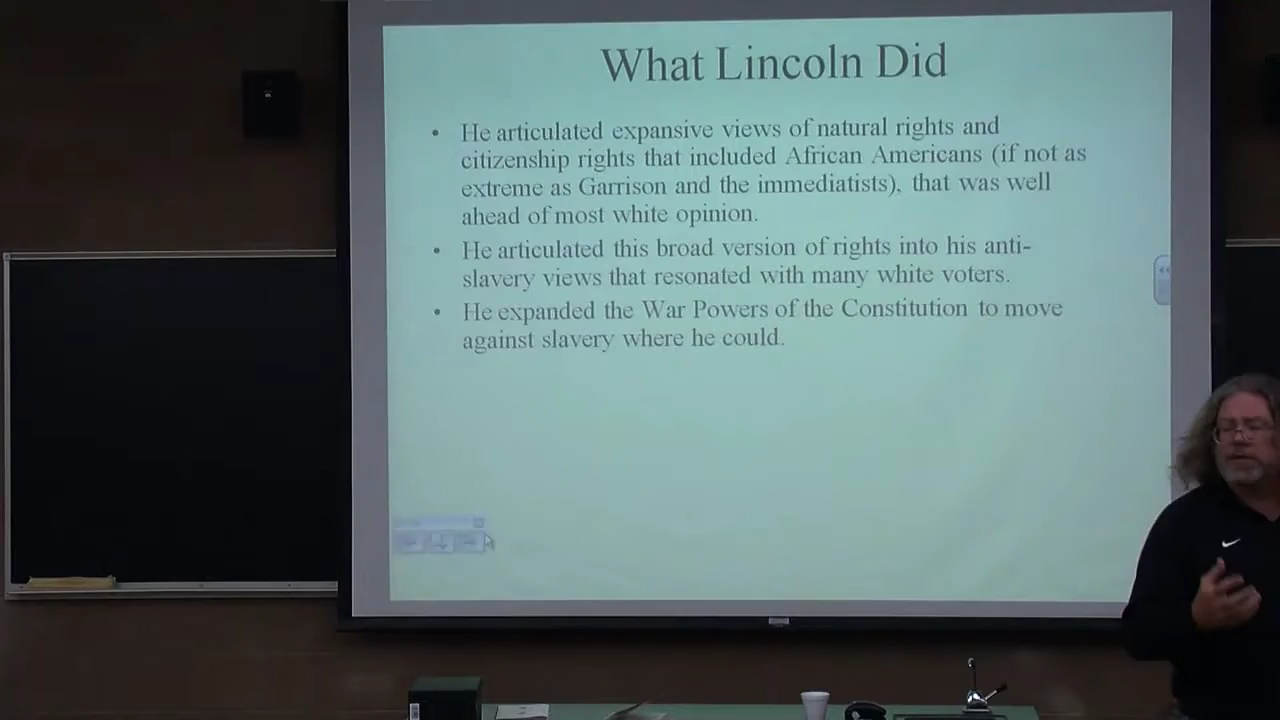 What Lincoln Did
• He articulated expansive views of natural rights and
citizenship rights that included African Americans (if not as
extreme as Garrison and the immediatists), that was well
ahead of most white opinion.
• He articulated this broad version of rights into his anti-
slavery views that resonated with many white voters.
• He expanded the War Powers of the Constitution to move
against slavery where he could.